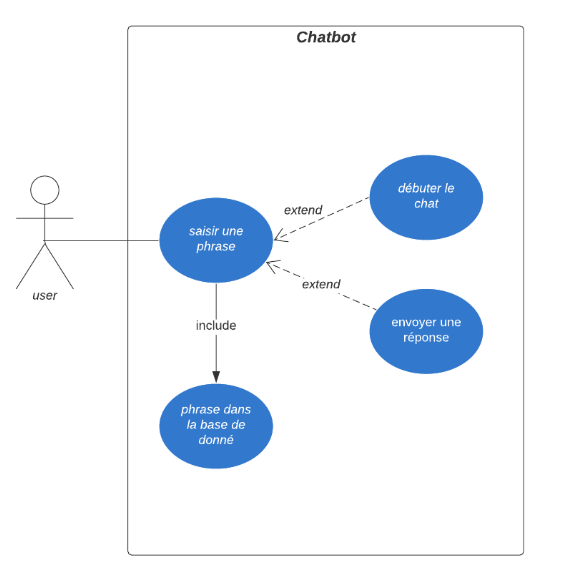 Chatbot
débuter le
chat
extend
saisir une
phrase
extend
user
envoyer une
réponse
include
phrase dans
la base de
donné